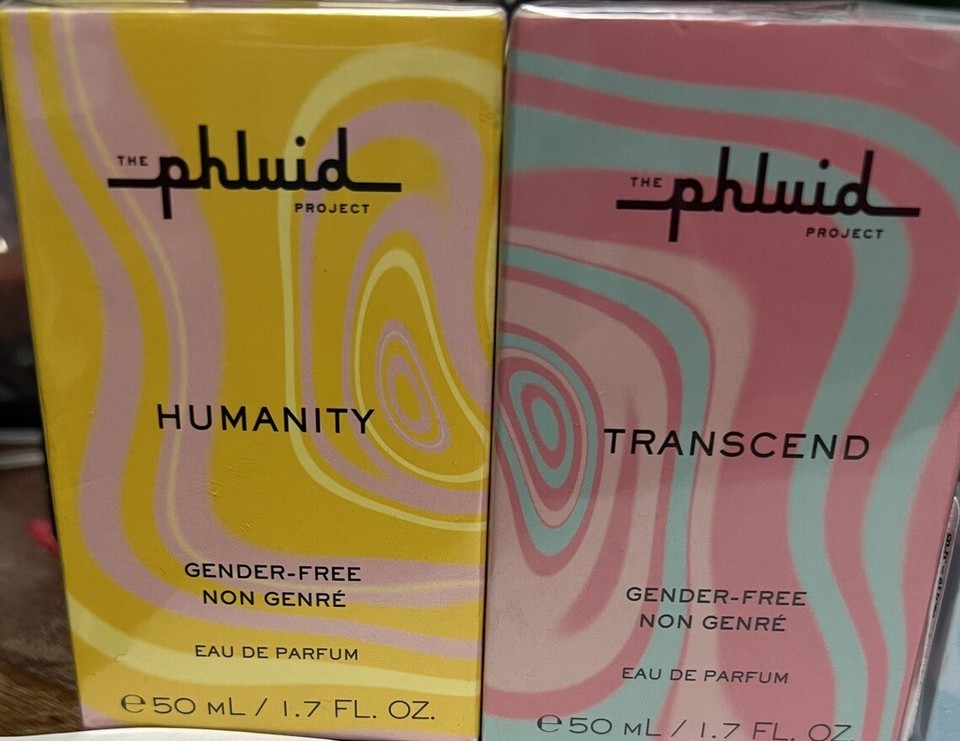 THE
phluid
PROJECT
HUMANITY
GENDER-FREE
NON GENRÉ
EAU DE PARFUM
℮50 ML / 1.7 FL. OZ.
THE
phluid
PROJECT
TRANSCEND
GENDER-FREE
NON GENRÉ
EAU DE PARFUM
℮50 ML / 1.7 FL. OZ.